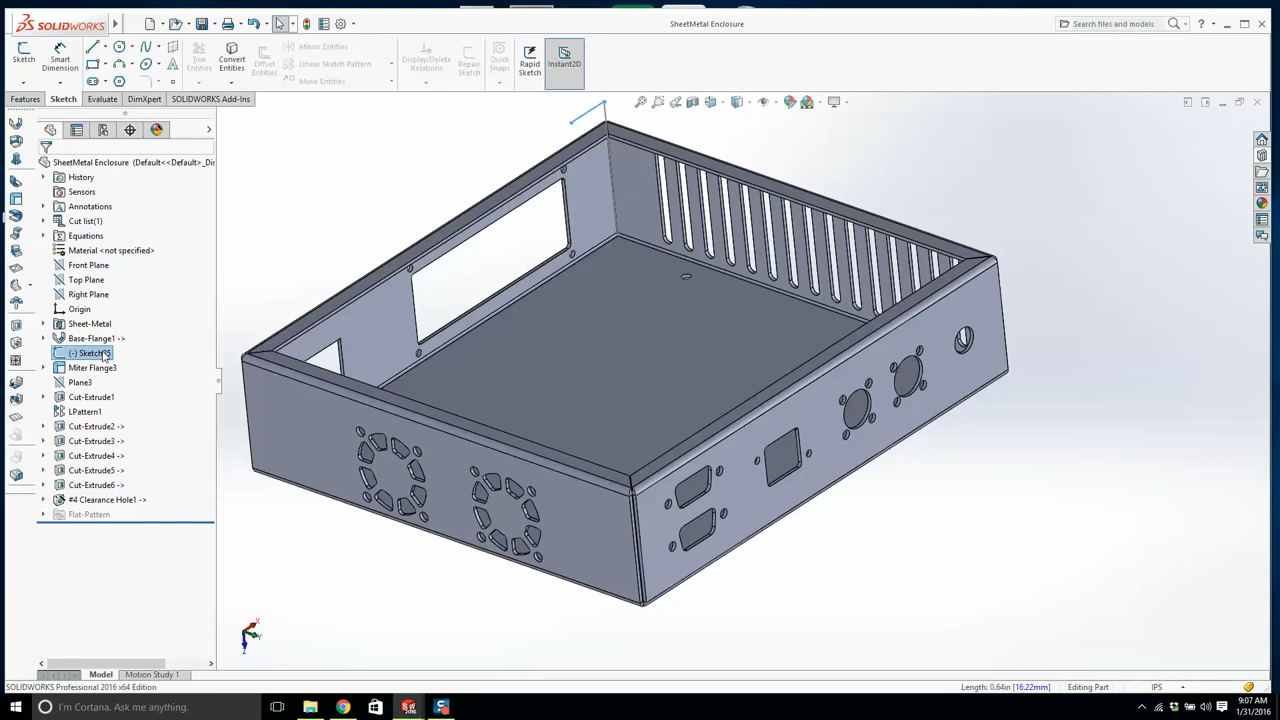 SOLIDWORKS
SheetMetal Enclosure
Search files and models
Sketch
Smart Dimension
Trim Entities
Convert Entities
Offset Entities
Mirror Entities
Linear Sketch Pattern
Move Entities
Display/Delete Relations
Repair Sketch
Quick Snaps
Rapid Sketch
Instant2D
Features
Sketch
Evaluate
DimXpert
SOLIDWORKS Add-Ins
SheetMetal Enclosure (Default<<Default>_Dis
History
Sensors
Annotations
Cut list(1)
Equations
Material <not specified>
Front Plane
Top Plane
Right Plane
Origin
Sheet-Metal
Base-Flange1 ->
Miter Flange3
Plane3
Cut-Extrude1
LPattern1
Cut-Extrude2 ->
Cut-Extrude3 ->
Cut-Extrude4 ->
Cut-Extrude5 ->
Cut-Extrude6 ->
#4 Clearance Hole1 ->
Flat-Pattern
X
Y
Z
Model
Motion Study 1
SOLIDWORKS Professional 2016 x64 Edition
Length: 0.64in [16.22mm]
Editing Part
IPS
I'm Cortana. Ask me anything.
9:07 AM
1/31/2016